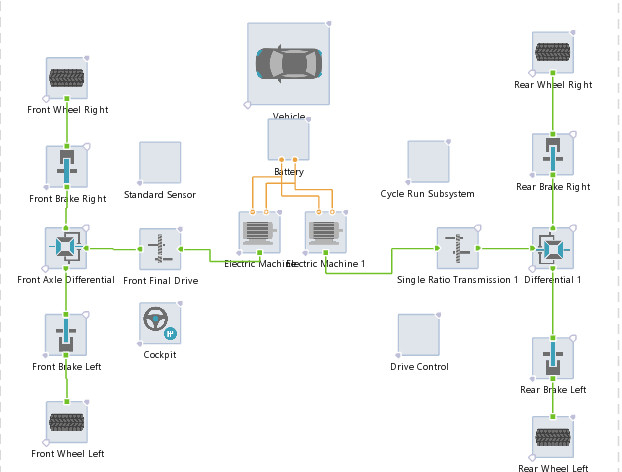 Vehicle
Rear Wheel Right
Front Wheel Right
Battery
Rear Brake Right
Standard Sensor
Cycle Run Subsystem
Front Brake Right
Electric Machine
Electric Machine 1
Front Axle Differential
Front Final Drive
Single Ratio Transmission 1
Differential 1
Cockpit
Drive Control
Front Brake Left
Rear Brake Left
Front Wheel Left
Rear Wheel Left